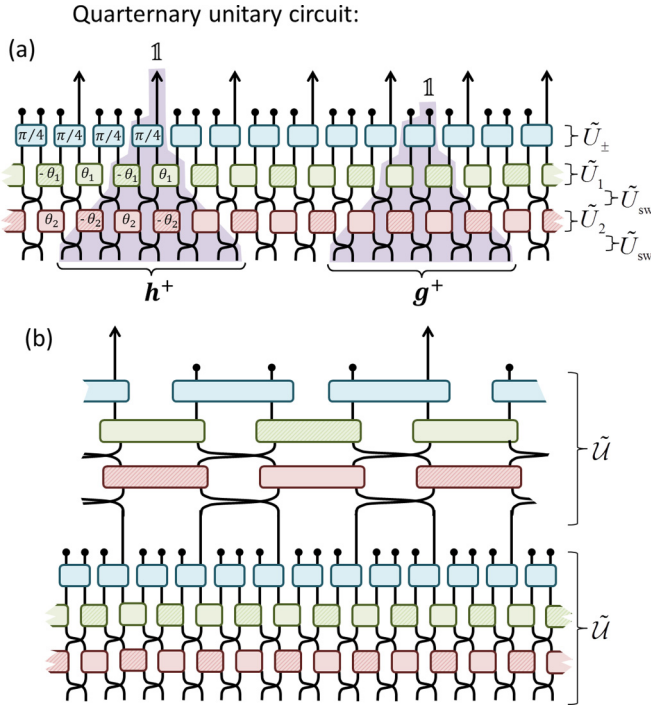 Quarternary unitary circuit:
(a)
𝟙
𝟙
π/4 π/4 π/4 π/4
Ũ±
-θ₁ θ₁ -θ₁ θ₁
Ũ₁
Ũsw
θ₂ -θ₂ θ₂ -θ₂
Ũ₂
Ũsw
h⁺
g⁺
(b)
Ũ
Ũ